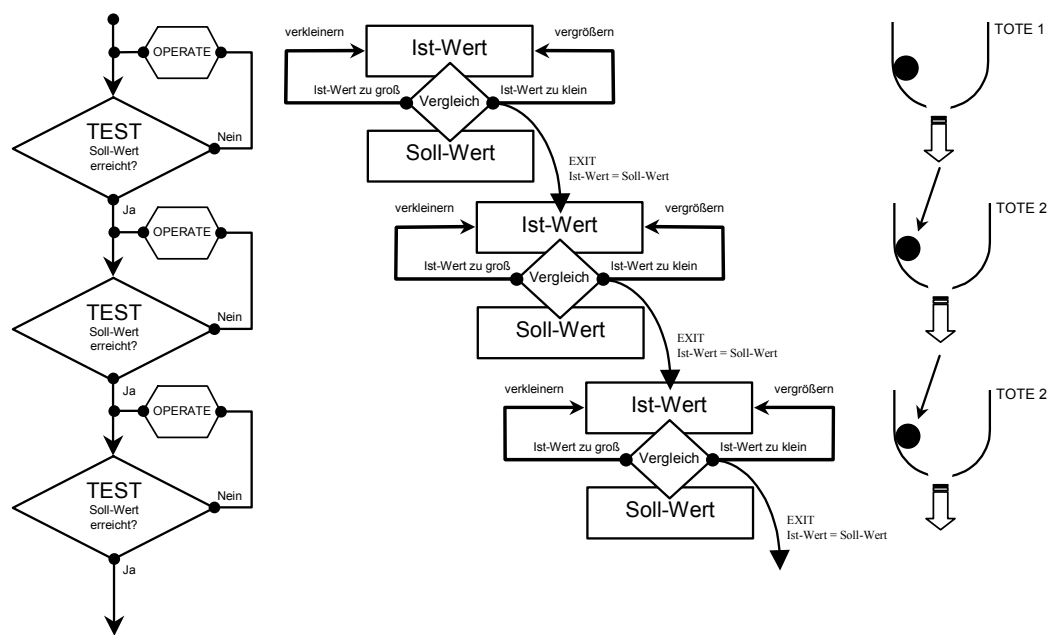 OPERATE
TEST
Soll-Wert
erreicht?
Nein
Ja
OPERATE
TEST
Soll-Wert
erreicht?
Nein
Ja
OPERATE
TEST
Soll-Wert
erreicht?
Nein
Ja
verkleinern
Ist-Wert
vergrößern
Ist-Wert zu groß
Vergleich
Ist-Wert zu klein
Soll-Wert
EXIT
Ist-Wert = Soll-Wert
verkleinern
Ist-Wert
vergrößern
Ist-Wert zu groß
Vergleich
Ist-Wert zu klein
Soll-Wert
EXIT
Ist-Wert = Soll-Wert
verkleinern
Ist-Wert
vergrößern
Ist-Wert zu groß
Vergleich
Ist-Wert zu klein
Soll-Wert
EXIT
Ist-Wert = Soll-Wert
TOTE 1
TOTE 2
TOTE 2